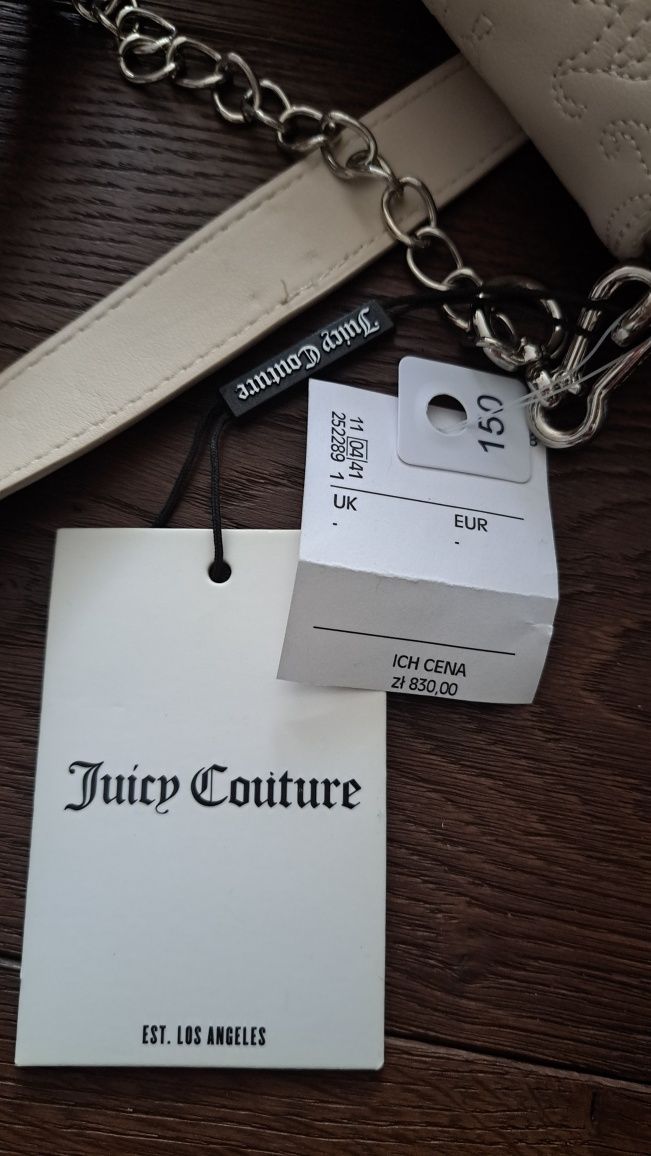 Juicy Couture
150
11 04 41
252289 1
UK
EUR
-
-
ICH CENA
zł 830,00
Juicy Couture
EST. LOS ANGELES